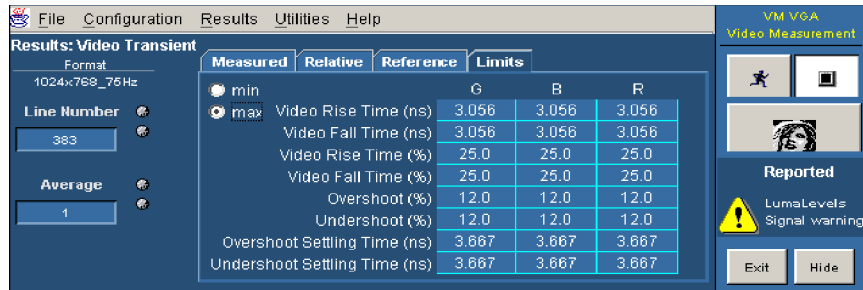 File Configuration Results Utilities Help
VM VGA
Video Measurement
Results: Video Transient
Format
1024x768_75Hz
Line Number
383
Average
1
Measured Relative Reference Limits
min G B R
max Video Rise Time (ns) 3.056 3.056 3.056
Video Fall Time (ns) 3.056 3.056 3.056
Video Rise Time (%) 25.0 25.0 25.0
Video Fall Time (%) 25.0 25.0 25.0
Overshoot (%) 12.0 12.0 12.0
Undershoot (%) 12.0 12.0 12.0
Overshoot Settling Time (ns) 3.667 3.667 3.667
Undershoot Settling Time (ns) 3.667 3.667 3.667
Reported
LumaLevels
Signal warning
Exit Hide